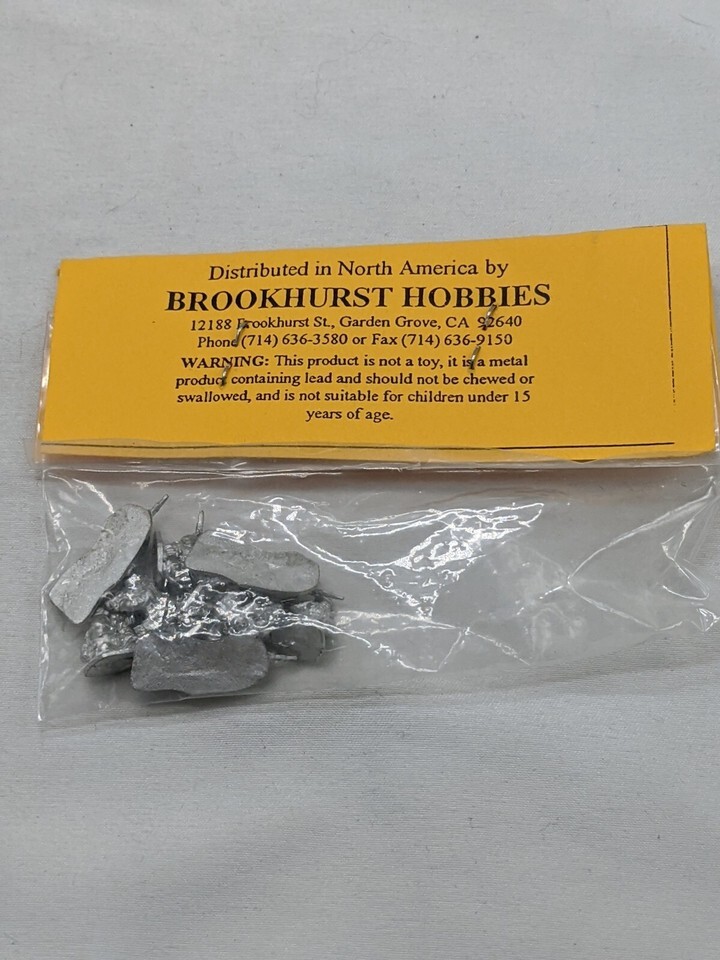 Distributed in North America by
BROOKHURST HOBBIES
12188 Brookhurst St., Garden Grove, CA 92640
Phone (714) 636-3580 or Fax (714) 636-9150
WARNING: This product is not a toy, it is a metal
product containing lead and should not be chewed or
swallowed, and is not suitable for children under 15
years of age.